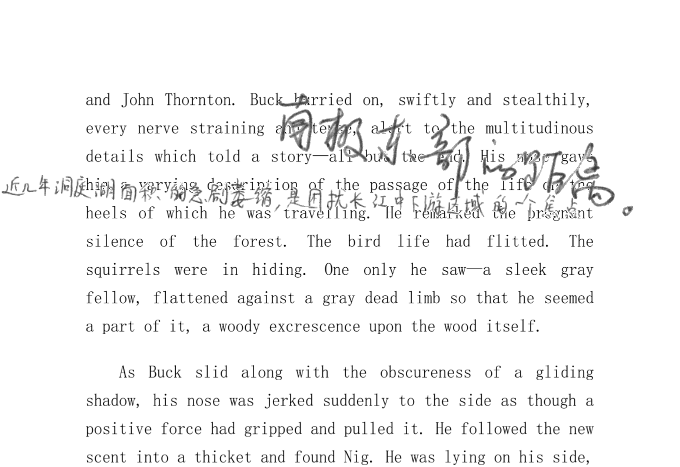 and John Thornton. Buck hurried on, swiftly and stealthily,
every nerve straining and tense, alert to the multitudinous
南极东部的距离。
details which told a story—all but the end. His nose gave
him a varying description of the passage of the life on the
近几年洞庭湖面积的急剧萎缩，是困扰长江中下游区域的一个焦点
heels of which he was travelling. He remarked the pregnant
silence of the forest. The bird life had flitted. The
squirrels were in hiding. One only he saw—a sleek gray
fellow, flattened against a gray dead limb so that he seemed
a part of it, a woody excrescence upon the wood itself.
As Buck slid along with the obscureness of a gliding
shadow, his nose was jerked suddenly to the side as though a
positive force had gripped and pulled it. He followed the new
scent into a thicket and found Nig. He was lying on his side,